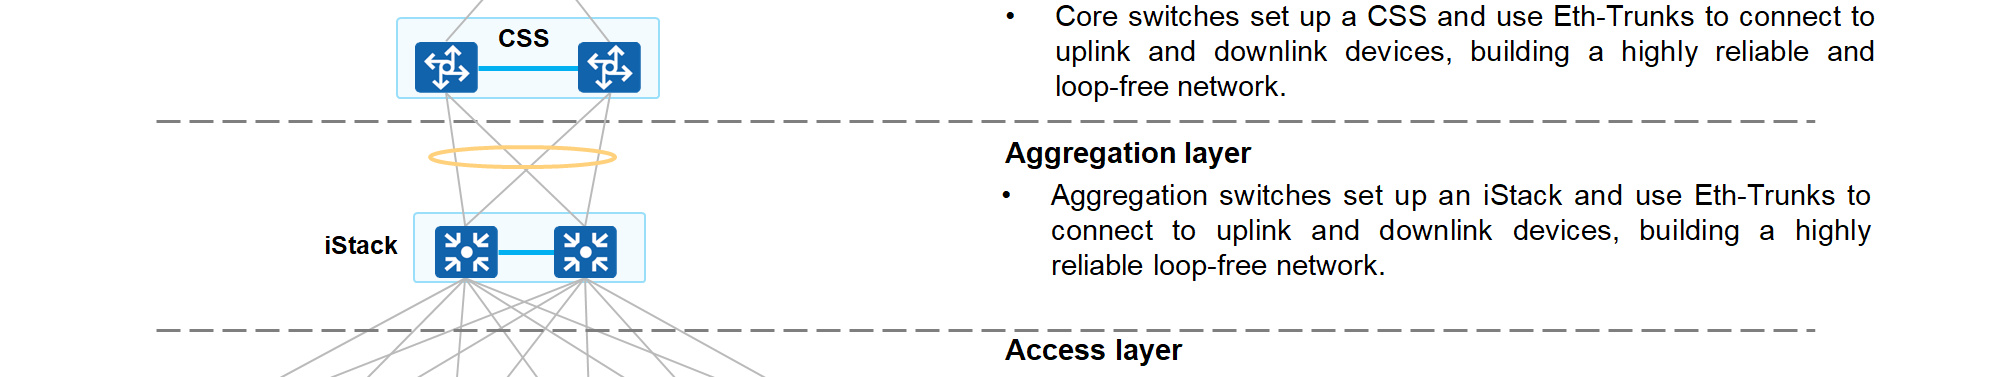 CSS
• Core switches set up a CSS and use Eth-Trunks to connect to
uplink and downlink devices, building a highly reliable and
loop-free network.
Aggregation layer
• Aggregation switches set up an iStack and use Eth-Trunks to
connect to uplink and downlink devices, building a highly
reliable loop-free network.
iStack
Access layer